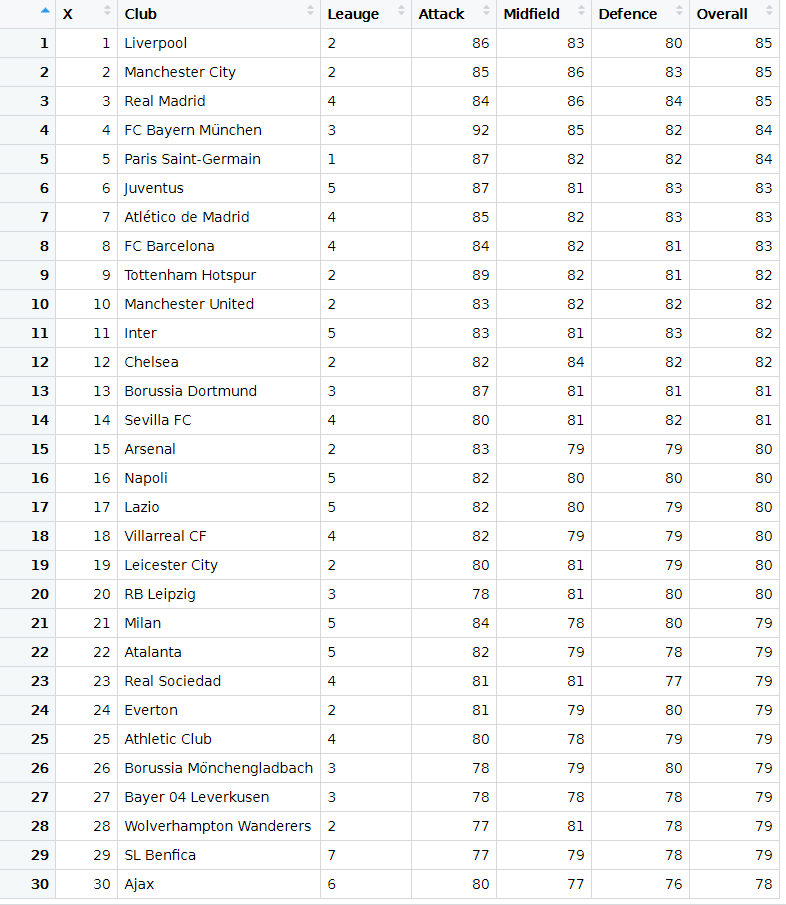 X Club Leauge Attack Midfield Defence Overall
1 1 Liverpool 2 86 83 80 85
2 2 Manchester City 2 85 86 83 85
3 3 Real Madrid 4 84 86 84 85
4 4 FC Bayern München 3 92 85 82 84
5 5 Paris Saint-Germain 1 87 82 82 84
6 6 Juventus 5 87 81 83 83
7 7 Atlético de Madrid 4 85 82 83 83
8 8 FC Barcelona 4 84 82 81 83
9 9 Tottenham Hotspur 2 89 82 81 82
10 10 Manchester United 2 83 82 82 82
11 11 Inter 5 83 81 83 82
12 12 Chelsea 2 82 84 82 82
13 13 Borussia Dortmund 3 87 81 81 81
14 14 Sevilla FC 4 80 81 82 81
15 15 Arsenal 2 83 79 79 80
16 16 Napoli 5 82 80 80 80
17 17 Lazio 5 82 80 79 80
18 18 Villarreal CF 4 82 79 79 80
19 19 Leicester City 2 80 81 79 80
20 20 RB Leipzig 3 78 81 80 80
21 21 Milan 5 84 78 80 79
22 22 Atalanta 5 82 79 78 79
23 23 Real Sociedad 4 81 81 77 79
24 24 Everton 2 81 79 80 79
25 25 Athletic Club 4 80 78 79 79
26 26 Borussia Mönchengladbach 3 78 79 80 79
27 27 Bayer 04 Leverkusen 3 78 78 78 79
28 28 Wolverhampton Wanderers 2 77 81 78 79
29 29 SL Benfica 7 77 79 78 79
30 30 Ajax 6 80 77 76 78